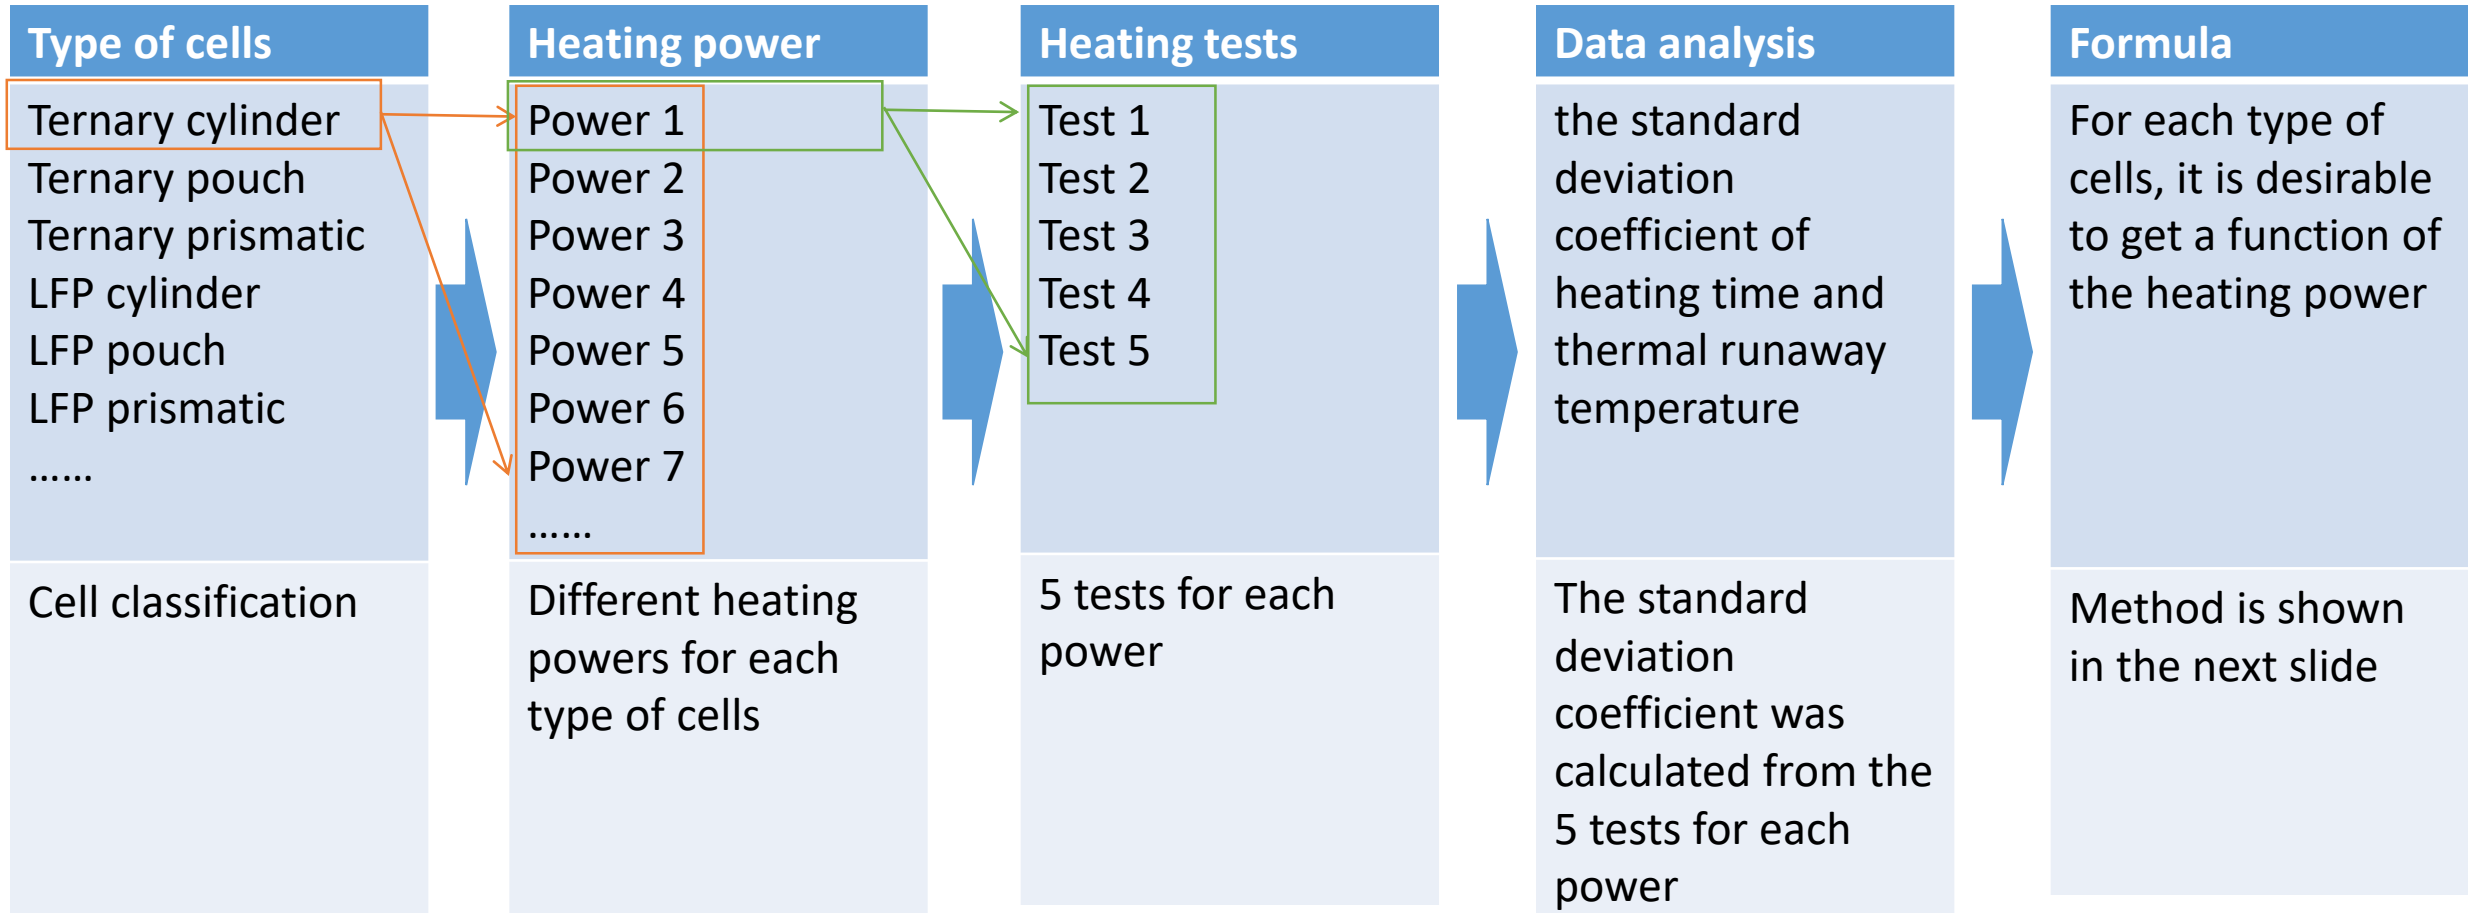 Type of cells
Ternary cylinder
Ternary pouch
Ternary prismatic
LFP cylinder
LFP pouch
LFP prismatic
......
Cell classification
Heating power
Power 1
Power 2
Power 3
Power 4
Power 5
Power 6
Power 7
......
Different heating
powers for each
type of cells
Heating tests
Test 1
Test 2
Test 3
Test 4
Test 5
5 tests for each
power
Data analysis
the standard
deviation
coefficient of
heating time and
thermal runaway
temperature
The standard
deviation
coefficient was
calculated from the
5 tests for each
power
Formula
For each type of
cells, it is desirable
to get a function of
the heating power
Method is shown
in the next slide